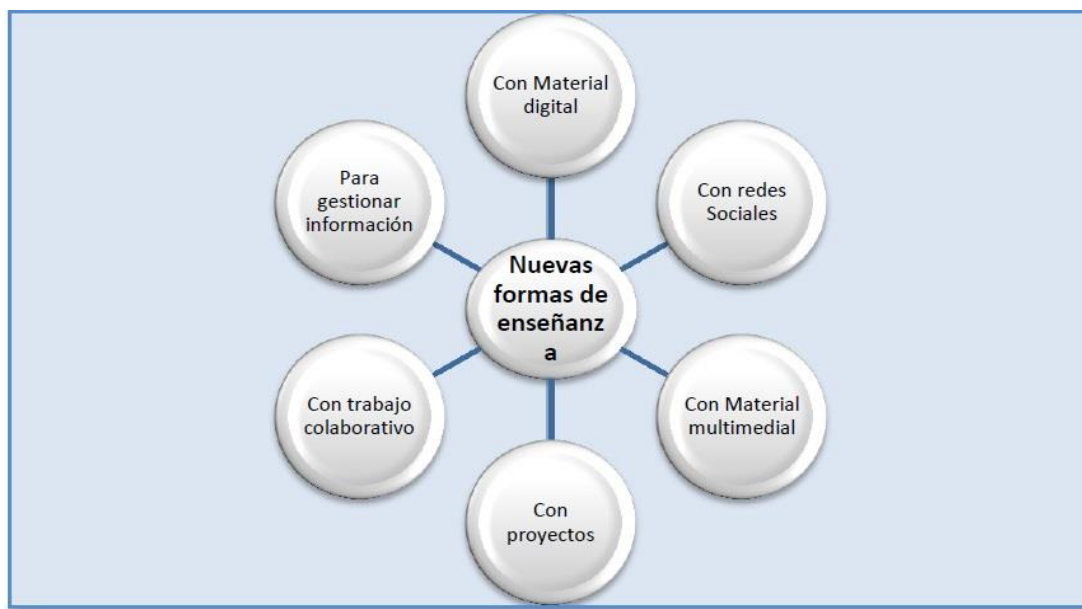 Con Material
digital
Con redes
Sociales
Con Material
multimedial
Con
proyectos
Con trabajo
colaborativo
Para
gestionar
información
Nuevas
formas de
enseñanz
a